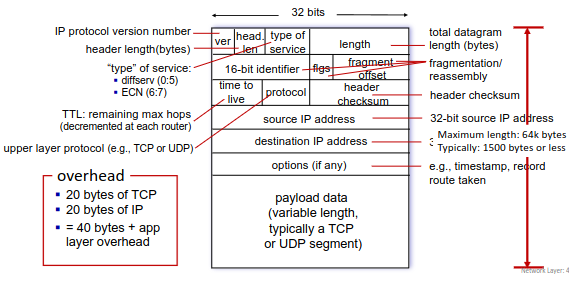 32 bits
IP protocol version number
header length(bytes)
"type" of service:
diffserv (0:5)
ECN (6:7)
TTL: remaining max hops
(decremented at each router)
upper layer protocol (e.g., TCP or UDP)
overhead
20 bytes of TCP
20 bytes of IP
= 40 bytes + app
layer overhead
ver
head.
len
type of
service
length
16-bit identifier
flgs
fragment
offset
time to
live
protocol
header
checksum
source IP address
destination IP address
options (if any)
payload data
(variable length,
typically a TCP
or UDP segment)
total datagram
length (bytes)
fragmentation/
reassembly
header checksum
32-bit source IP address
Maximum length: 64k bytes
Typically: 1500 bytes or less
e.g., timestamp, record
route taken
Network Layer: 4